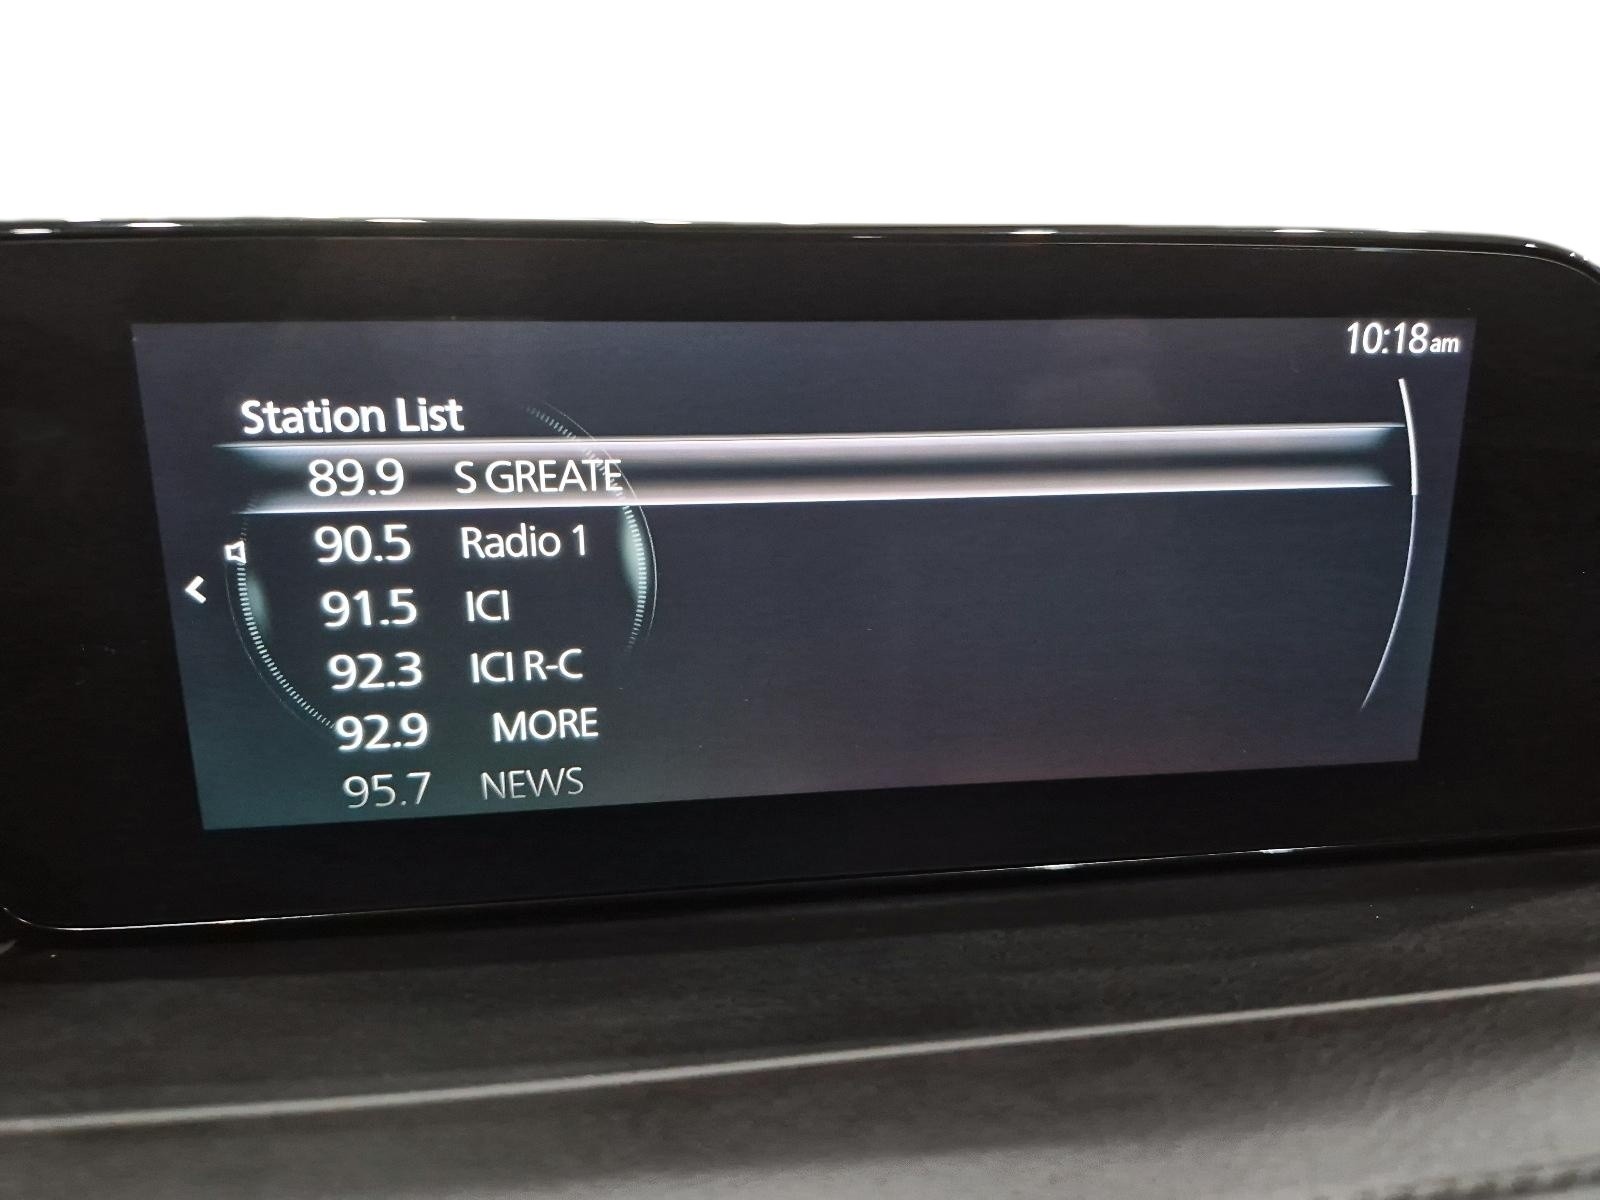 10:18am
Station List
89.9 S GREATE
90.5 Radio 1
91.5 ICI
92.3 ICI R-C
92.9 MORE
95.7 NEWS